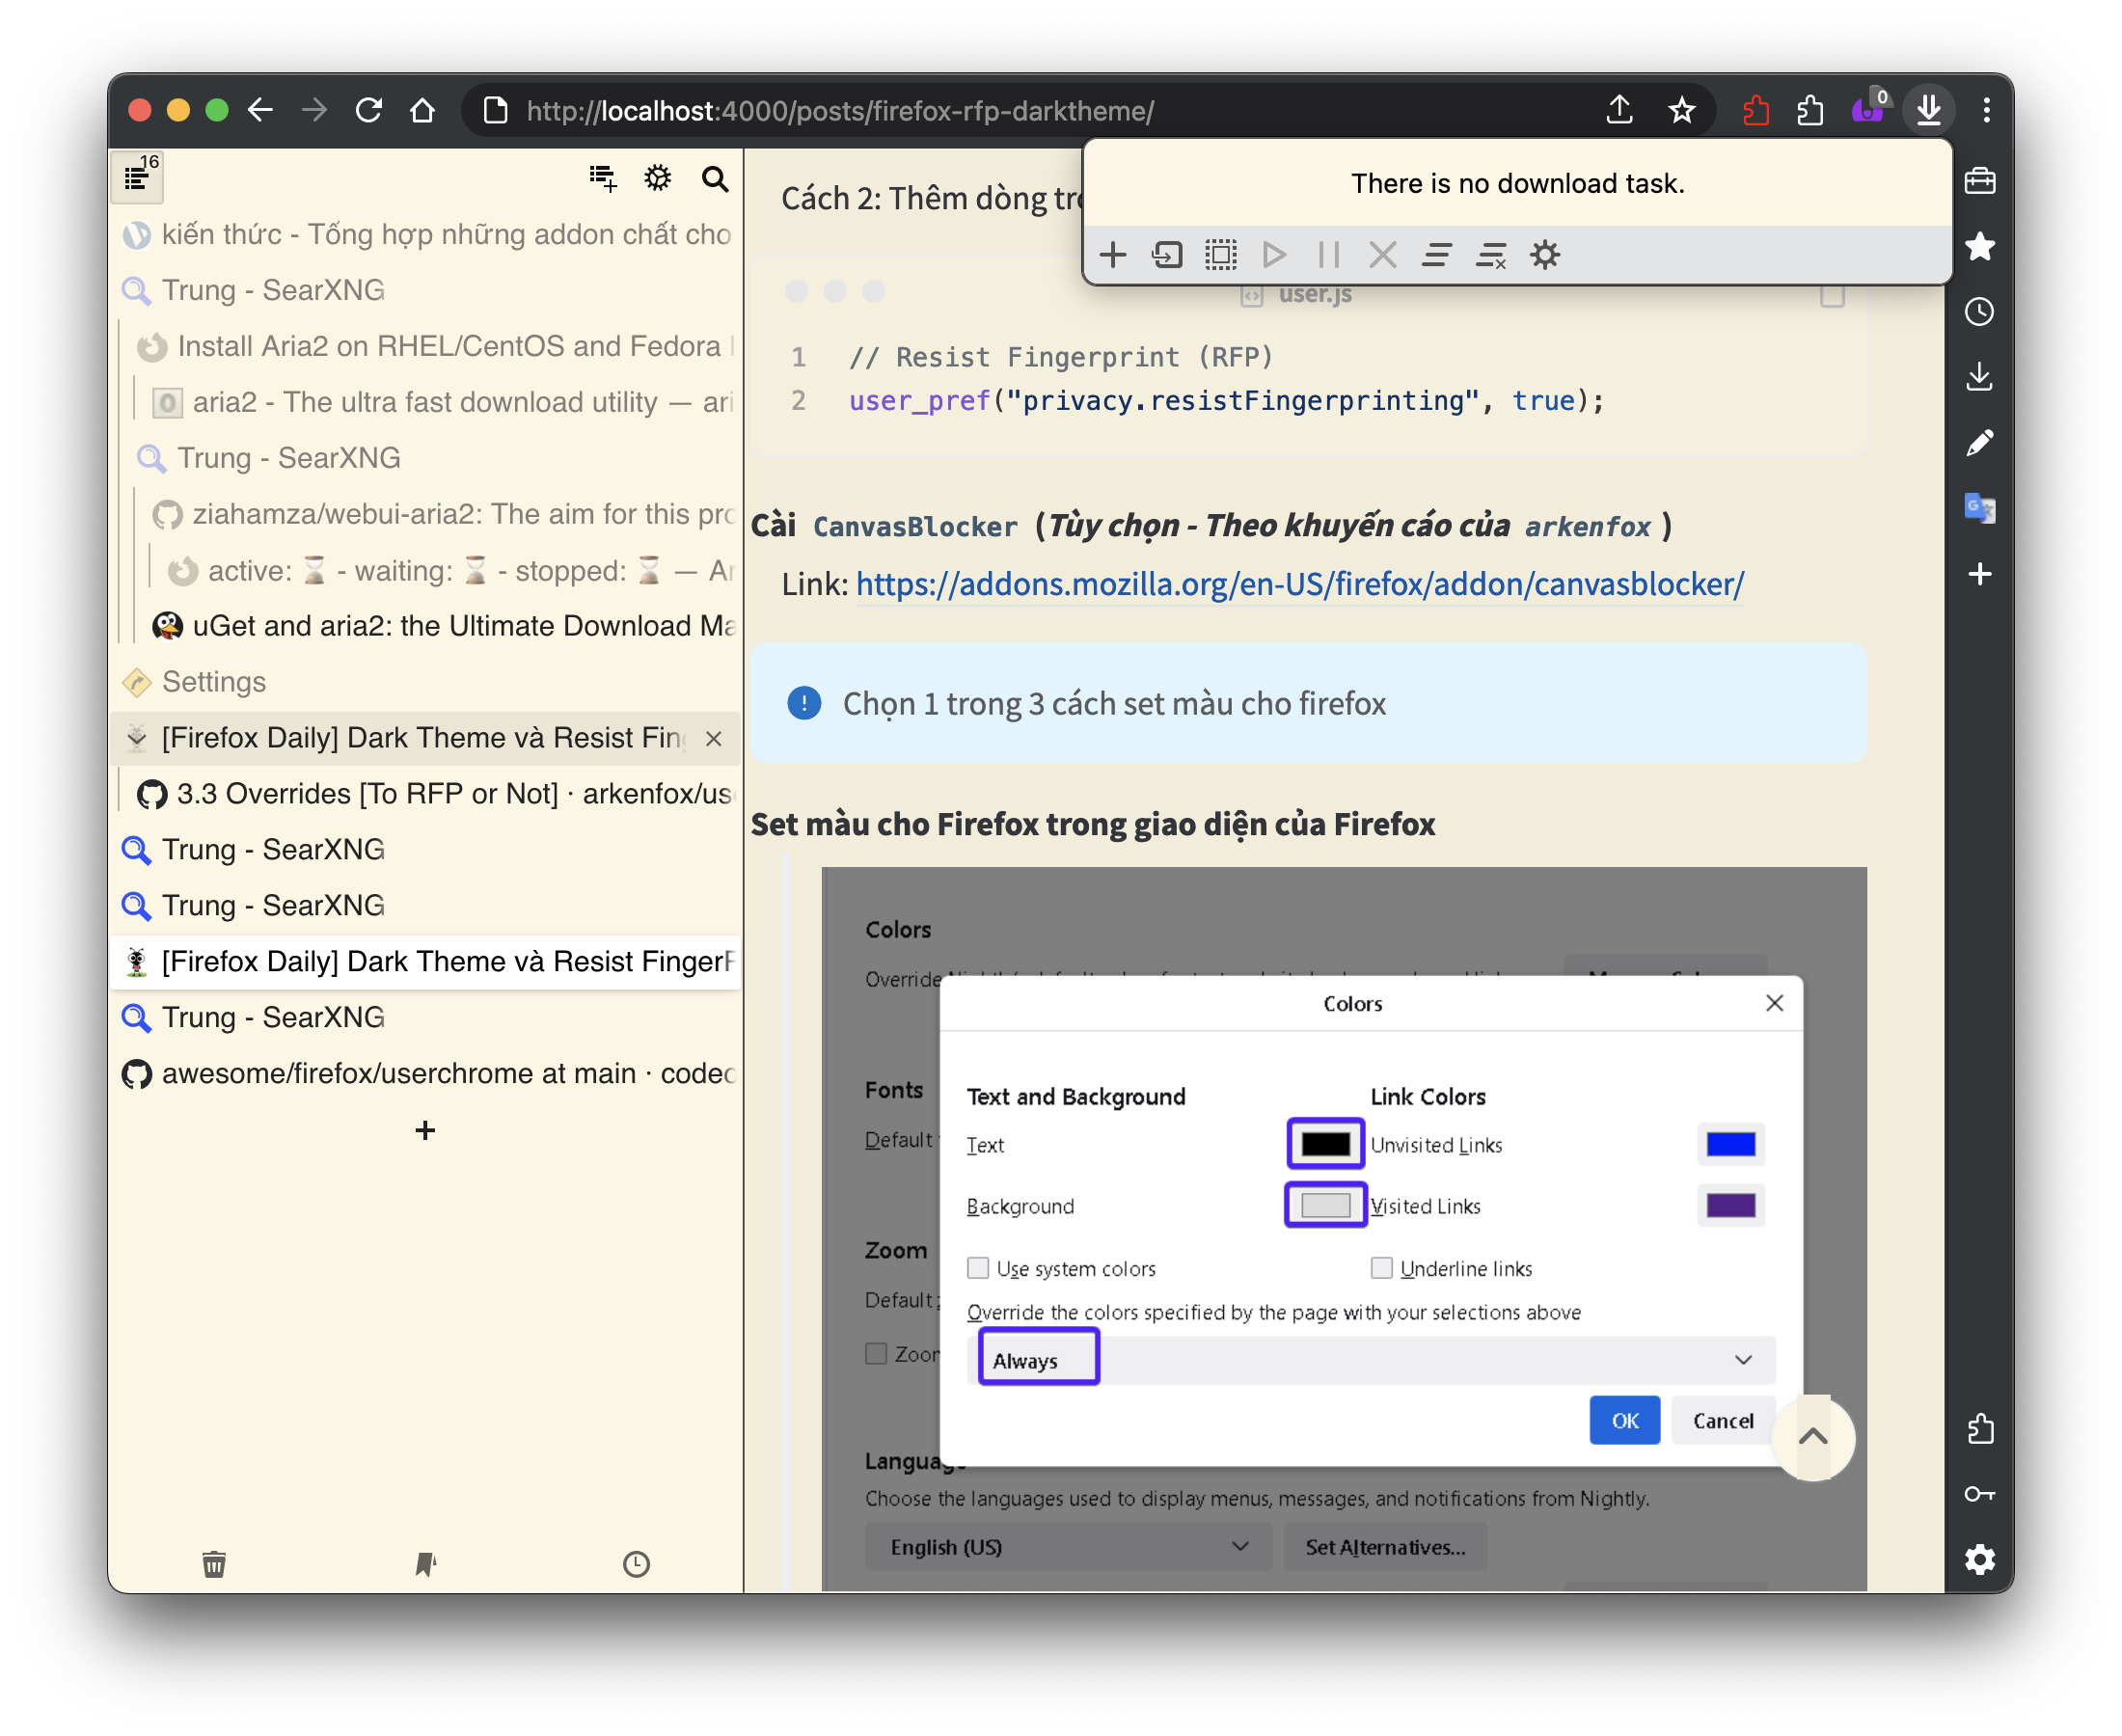 http://localhost:4000/posts/firefox-rfp-darktheme/
0
16
kiến thức - Tổng hợp những addon chất cho
Trung - SearXNG
Install Aria2 on RHEL/CentOS and Fedora
aria2 - The ultra fast download utility — ari
Trung - SearXNG
ziahamza/webui-aria2: The aim for this pro
active: ⌛ - waiting: ⌛ - stopped: ⌛ — Ar
uGet and aria2: the Ultimate Download Ma
Settings
[Firefox Daily] Dark Theme và Resist Fing
3.3 Overrides [To RFP or Not] · arkenfox/us
Trung - SearXNG
Trung - SearXNG
[Firefox Daily] Dark Theme và Resist FingerP
Trung - SearXNG
awesome/firefox/userchrome at main · codec
There is no download task.
Cách 2: Thêm dòng tr
user.js
1 // Resist Fingerprint (RFP)
2 user_pref("privacy.resistFingerprinting", true);
Cài CanvasBlocker (Tùy chọn - Theo khuyến cáo của arkenfox )
Link: https://addons.mozilla.org/en-US/firefox/addon/canvasblocker/
Chọn 1 trong 3 cách set màu cho firefox
Set màu cho Firefox trong giao diện của Firefox
Colors
Override
Colors
Text and Background
Link Colors
Text
Unvisited Links
Background
Visited Links
Use system colors
Underline links
Override the colors specified by the page with your selections above
Always
OK
Cancel
Fonts
Default
Zoom
Default
Zoom
Language
Choose the languages used to display menus, messages, and notifications from Nightly.
English (US)
Set Alternatives...